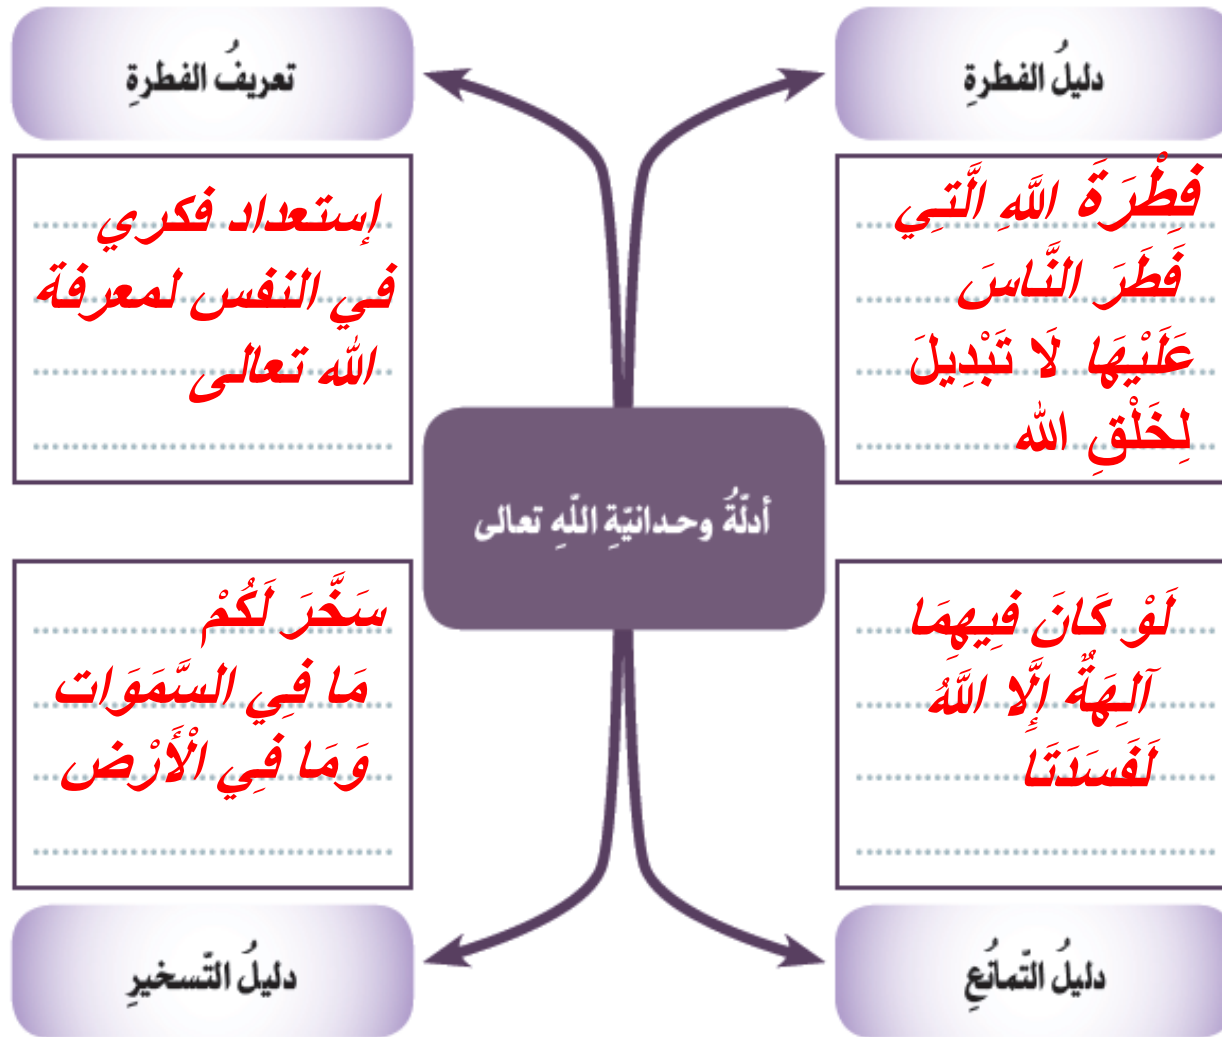 دليلُ الفطرةِ
فِطْرَةَ اللَّهِ الَّتِي
فَطَرَ النَّاسَ
عَلَيْهَا لَا تَبْدِيلَ
لِخَلْقِ الله
تعريفُ الفطرةِ
إستعداد فكري
في النفس لمعرفة
الله تعالى
أدلّةُ وحدانيّةِ اللّهِ تعالى
لَوْ كَانَ فِيهِمَا
آلِهَةٌ إِلَّا اللَّهُ
لَفَسَدَتَا
دليلُ التّمانُعِ
سَخَّرَ لَكُمْ
مَا فِي السَّمَوَات
وَمَا فِي الْأَرْض
دليلُ التّسخيرِ